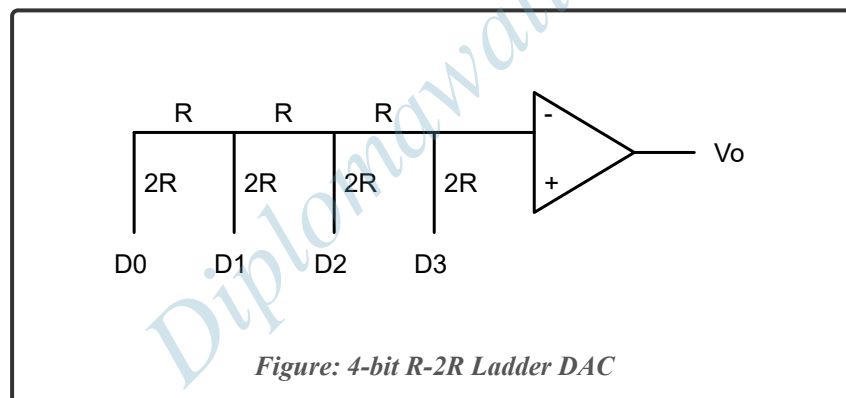 R R R
-
Vo
2R 2R 2R 2R +
D0 D1 D2 D3
Figure: 4-bit R-2R Ladder DAC